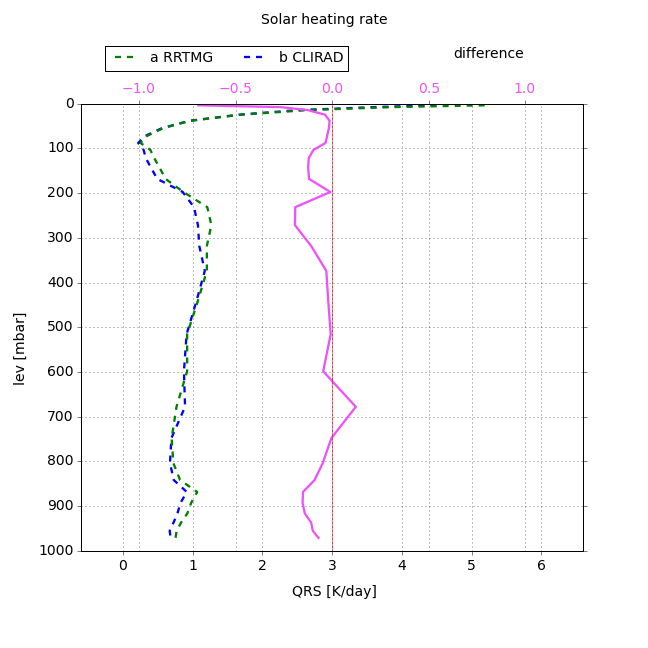 Solar heating rate
a RRTMG b CLIRAD difference
−1.0 −0.5 0.0 0.5 1.0
0
100
200
300
400
500
600
700
800
900
1000
lev [mbar]
0 1 2 3 4 5 6
QRS [K/day]